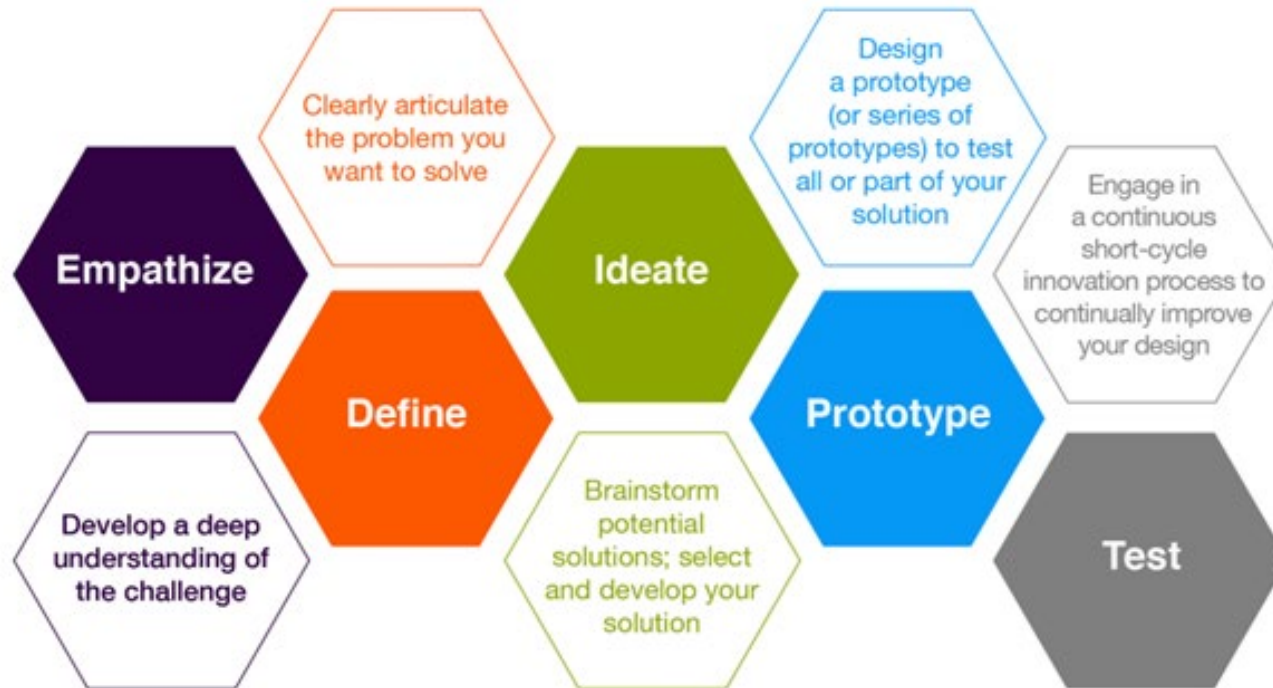 Empathize
Develop a deep
understanding of
the challenge
Clearly articulate
the problem you
want to solve
Define
Ideate
Brainstorm
potential
solutions; select
and develop your
solution
Design
a prototype
(or series of
prototypes) to test
all or part of your
solution
Prototype
Engage in
a continuous
short-cycle
innovation process to
continually improve
your design
Test